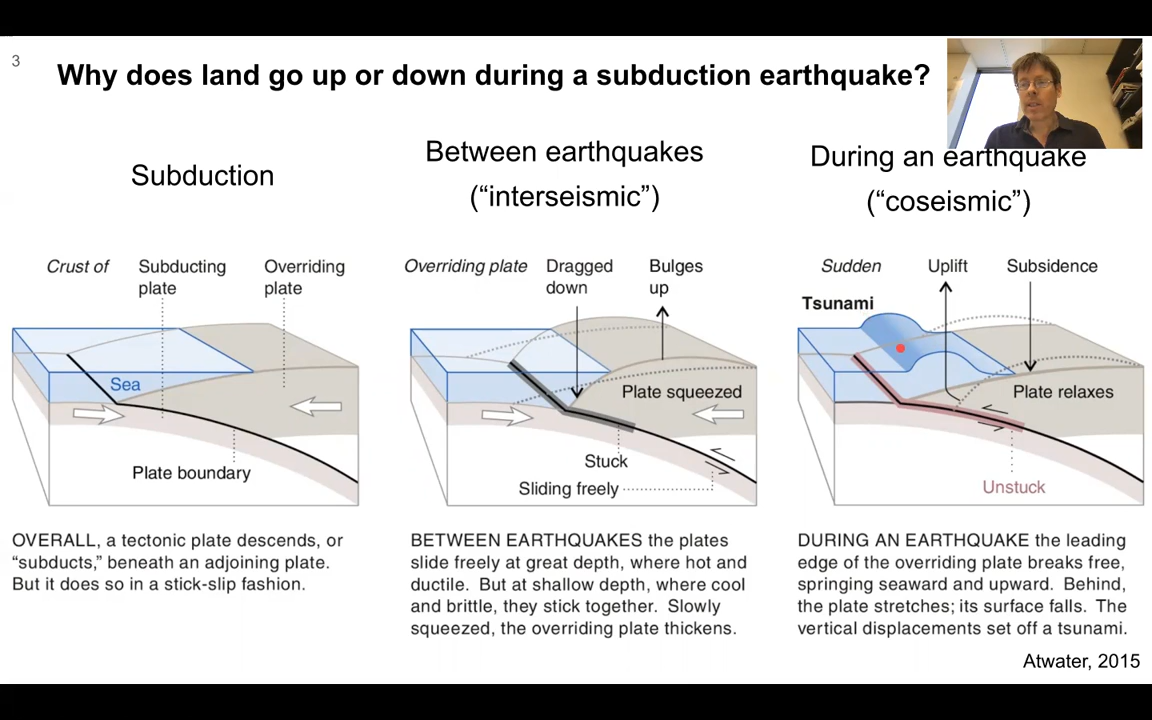 3
Why does land go up or down during a subduction earthquake?
Subduction
Crust of
Subducting
plate
Overriding
plate
Sea
Plate boundary
OVERALL, a tectonic plate descends, or
“subducts,” beneath an adjoining plate.
But it does so in a stick-slip fashion.
Between earthquakes
(“interseismic”)
Overriding plate
Dragged
down
Bulges
up
Plate squeezed
Stuck
Sliding freely
BETWEEN EARTHQUAKES the plates
slide freely at great depth, where hot and
ductile. But at shallow depth, where cool
and brittle, they stick together. Slowly
squeezed, the overriding plate thickens.
During an earthquake
(“coseismic”)
Sudden
Uplift
Subsidence
Tsunami
Plate relaxes
Unstuck
DURING AN EARTHQUAKE the leading
edge of the overriding plate breaks free,
springing seaward and upward. Behind,
the plate stretches; its surface falls. The
vertical displacements set off a tsunami.
Atwater, 2015